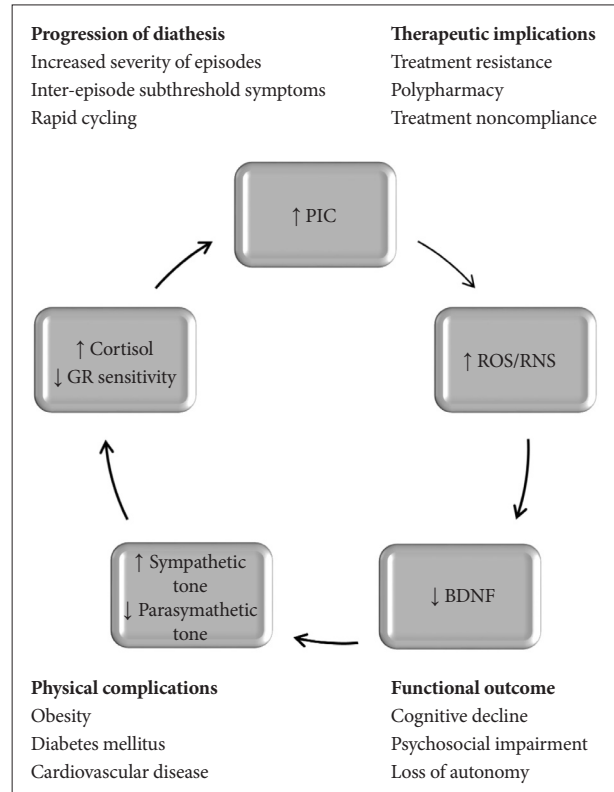 Progression of diathesis
Increased severity of episodes
Inter-episode subthreshold symptoms
Rapid cycling
Therapeutic implications
Treatment resistance
Polypharmacy
Treatment noncompliance
↑ PIC
↑ ROS/RNS
↓ BDNF
↑ Sympathetic
tone
↓ Parasymathetic
tone
↑ Cortisol
↓ GR sensitivity
Physical complications
Obesity
Diabetes mellitus
Cardiovascular disease
Functional outcome
Cognitive decline
Psychosocial impairment
Loss of autonomy